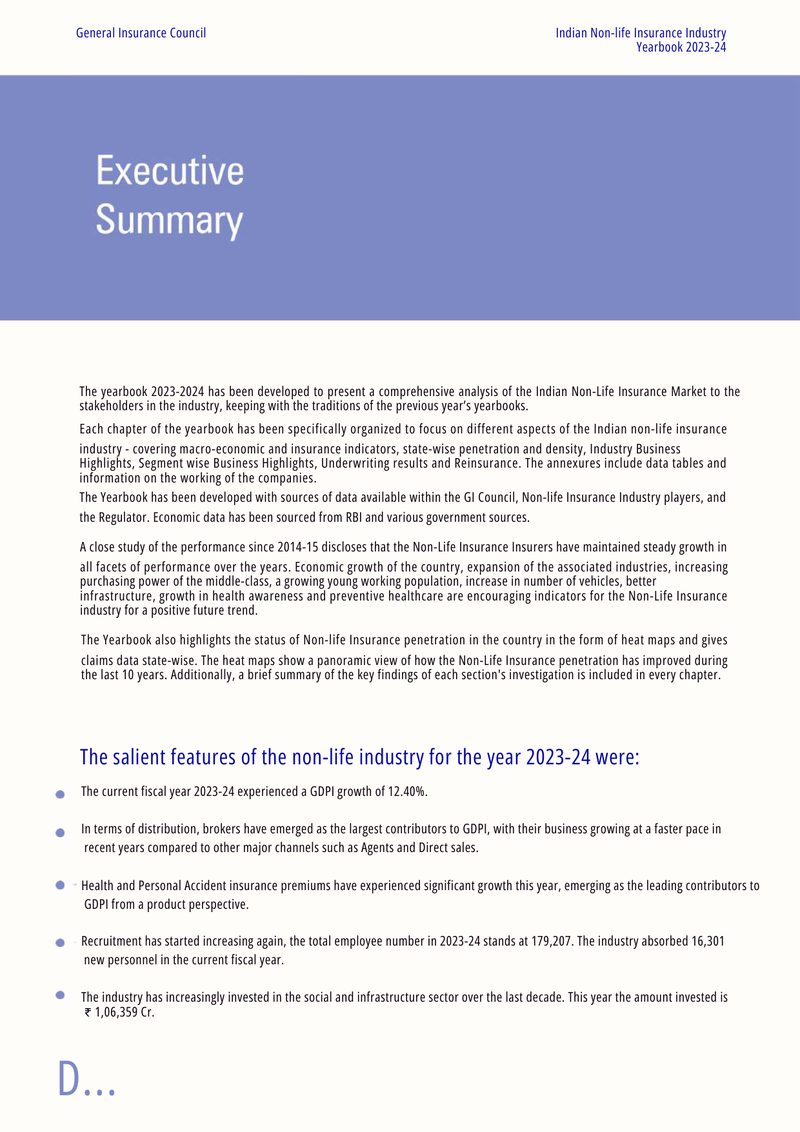 General Insurance Council
Indian Non-life Insurance Industry
Yearbook 2023-24
Executive
Summary
The yearbook 2023-2024 has been developed to present a comprehensive analysis of the Indian Non-Life Insurance Market to the
stakeholders in the industry, keeping with the traditions of the previous year's yearbooks.
Each chapter of the yearbook has been specifically organized to focus on different aspects of the Indian non-life insurance
industry - covering macro-economic and insurance indicators, state-wise penetration and density, Industry Business
Highlights, Segment wise Business Highlights, Underwriting results and Reinsurance. The annexures include data tables and
information on the working of the companies.
The Yearbook has been developed with sources of data available within the GI Council, Non-life Insurance Industry players, and
the Regulator. Economic data has been sourced from RBI and various government sources.
A close study of the performance since 2014-15 discloses that the Non-Life Insurance Insurers have maintained steady growth in
all facets of performance over the years. Economic growth of the country, expansion of the associated industries, increasing
purchasing power of the middle-class, a growing young working population, increase in number of vehicles, better
infrastructure, growth in health awareness and preventive healthcare are encouraging indicators for the Non-Life Insurance
industry for a positive future trend.
The Yearbook also highlights the status of Non-life Insurance penetration in the country in the form of heat maps and gives
claims data state-wise. The heat maps show a panoramic view of how the Non-Life Insurance penetration has improved during
the last 10 years. Additionally, a brief summary of the key findings of each section's investigation is included in every chapter.
The salient features of the non-life industry for the year 2023-24 were:
The current fiscal year 2023-24 experienced a GDPI growth of 12.40%.
In terms of distribution, brokers have emerged as the largest contributors to GDPI, with their business growing at a faster pace in
recent years compared to other major channels such as Agents and Direct sales.
Health and Personal Accident insurance premiums have experienced significant growth this year, emerging as the leading contributors to
GDPI from a product perspective.
Recruitment has started increasing again, the total employee number in 2023-24 stands at 179,207. The industry absorbed 16,301
new personnel in the current fiscal year.
The industry has increasingly invested in the social and infrastructure sector over the last decade. This year the amount invested is
₹ 1,06,359 Cr.
D...